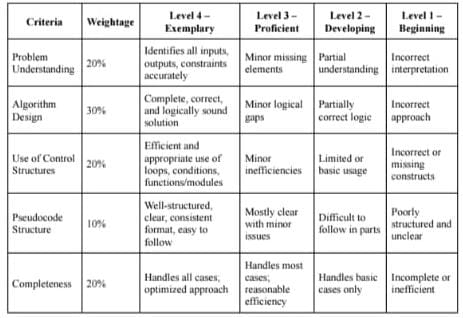 Criteria Weightage Level 4 – Exemplary Level 3 – Proficient Level 2 – Developing Level 1 – Beginning
Problem Understanding 20% Identifies all inputs, outputs, constraints accurately Minor missing elements Partial understanding Incorrect interpretation
Algorithm Design 30% Complete, correct, and logically sound solution Minor logical gaps Partially correct logic Incorrect approach
Use of Control Structures 20% Efficient and appropriate use of loops, conditions, functions/modules Minor inefficiencies Limited or basic usage Incorrect or missing constructs
Pseudocode Structure 10% Well-structured, clear, consistent format, easy to follow Mostly clear with minor issues Difficult to follow in parts Poorly structured and unclear
Completeness 20% Handles all cases; optimized approach Handles most cases; reasonable efficiency Handles basic cases only Incomplete or inefficient